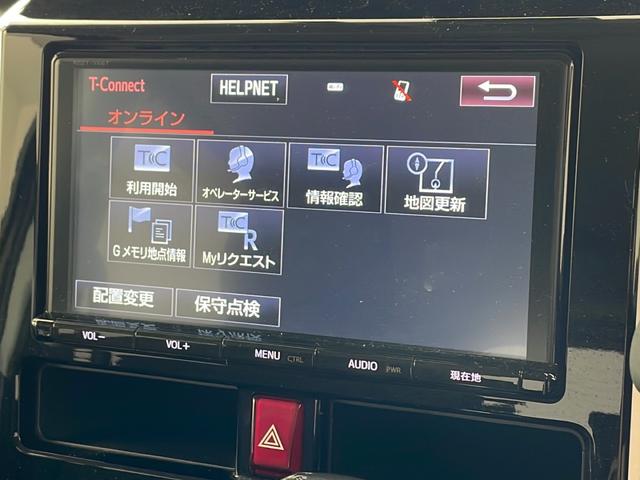 T-Connect
HELPNET
オンライン
TC
利用開始
オペレーターサービス
TC
情報確認
地図更新
Gメモリ地点情報
TC
R
Myリクエスト
配置変更
保守点検
VOL−
VOL+
MENU CTRL
AUDIO PWR
現在地